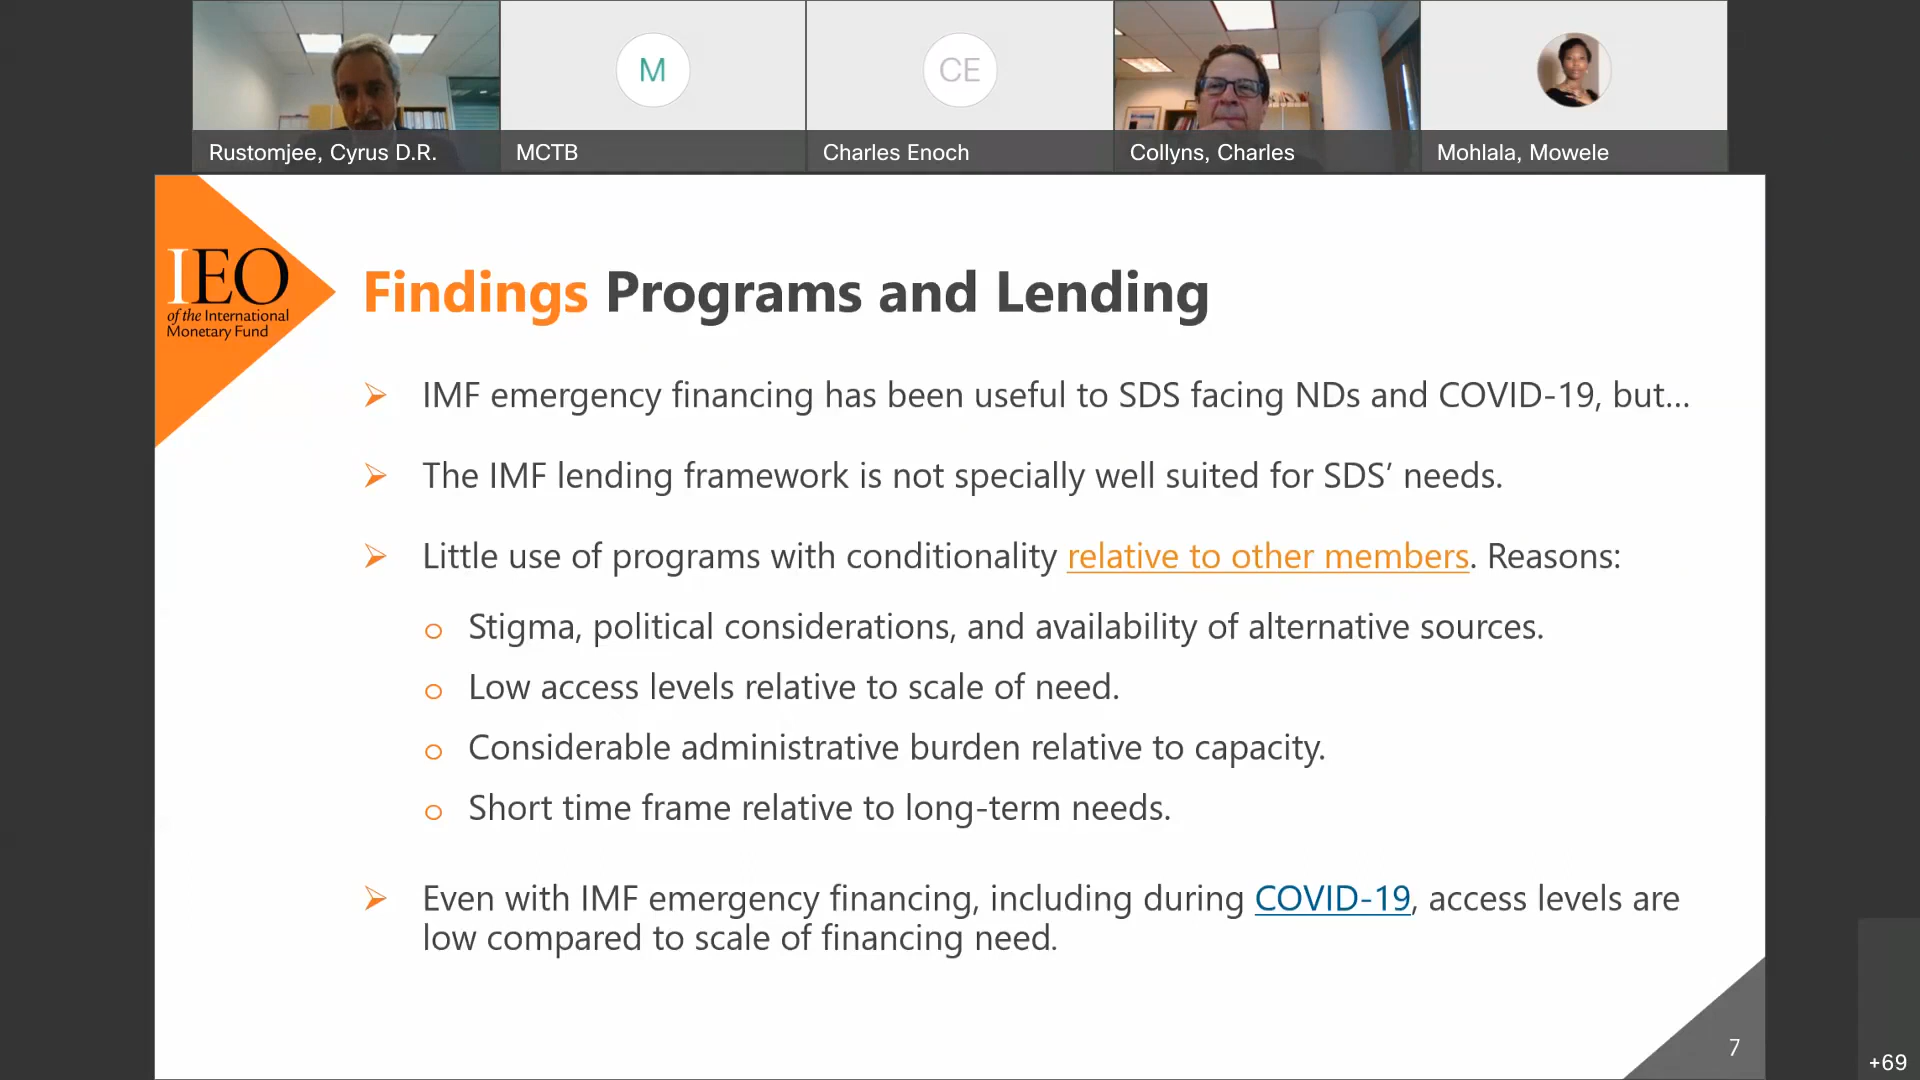 M
CE
Rustomjee, Cyrus D.R.
MCTB
Charles Enoch
Collyns, Charles
Mohlala, Mowele
IEO
of the International
Monetary Fund
Findings Programs and Lending
IMF emergency financing has been useful to SDS facing NDs and COVID-19, but...
The IMF lending framework is not specially well suited for SDS’ needs.
Little use of programs with conditionality relative to other members. Reasons:
Stigma, political considerations, and availability of alternative sources.
Low access levels relative to scale of need.
Considerable administrative burden relative to capacity.
Short time frame relative to long-term needs.
Even with IMF emergency financing, including during COVID-19, access levels are
low compared to scale of financing need.
7
+69